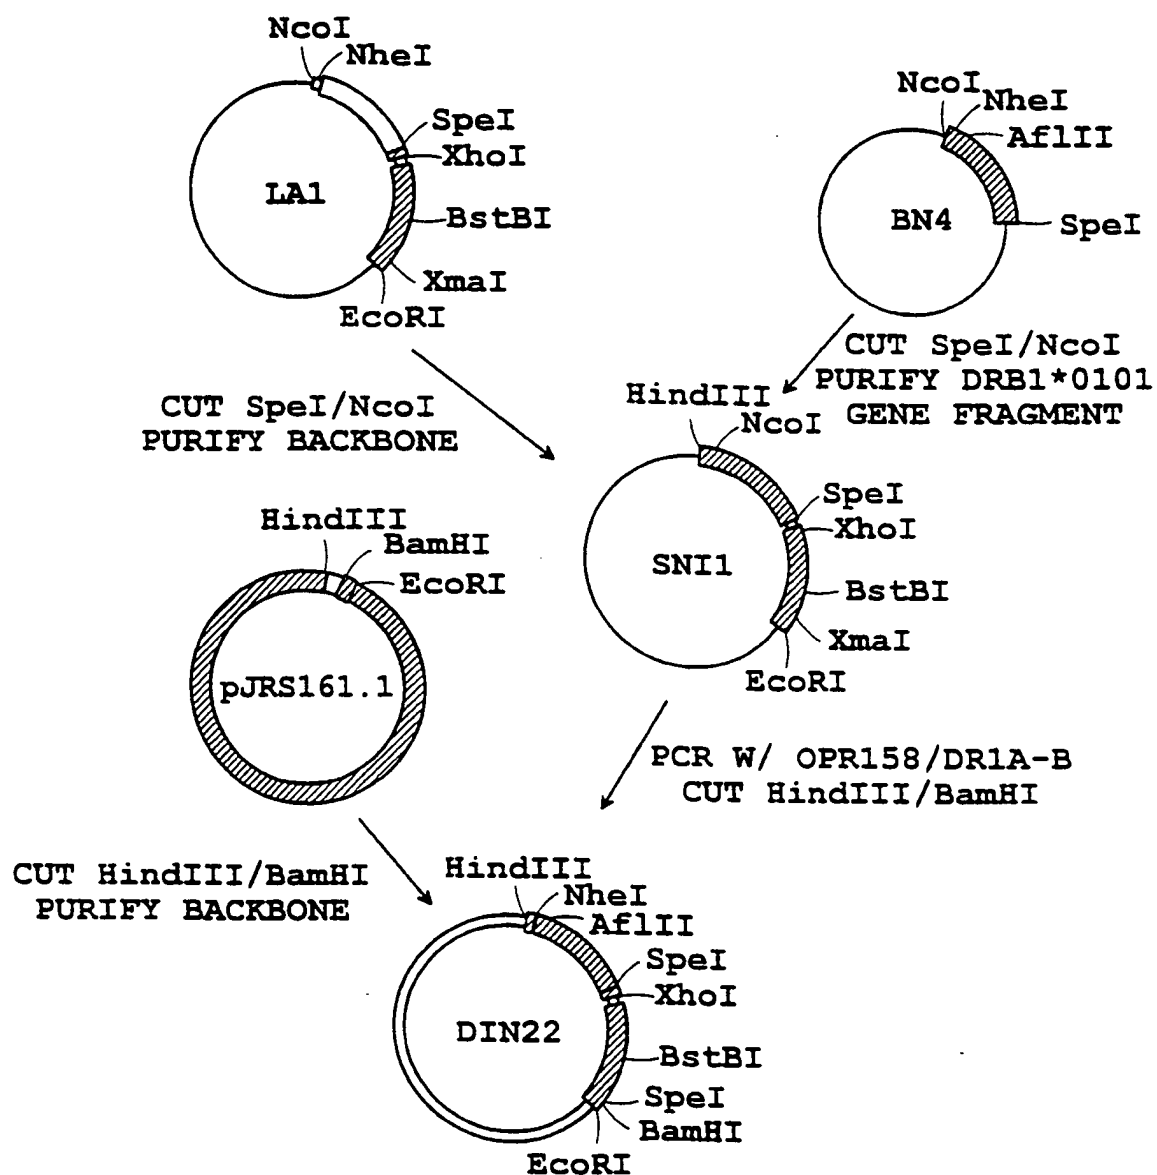 NcoI
NheI
SpeI
XhoI
LA1
BstBI
XmaI
EcoRI
NcoI
NheI
AflII
BN4
SpeI
CUT SpeI/NcoI
PURIFY DRB1*0101
GENE FRAGMENT
CUT SpeI/NcoI
PURIFY BACKBONE
HindIII
NcoI
SpeI
XhoI
SNI1
BstBI
XmaI
EcoRI
HindIII
BamHI
EcoRI
pJRS161.1
PCR W/ OPR158/DR1A-B
CUT HindIII/BamHI
CUT HindIII/BamHI
PURIFY BACKBONE
HindIII
NheI
AflII
SpeI
XhoI
DIN22
BstBI
SpeI
BamHI
EcoRI